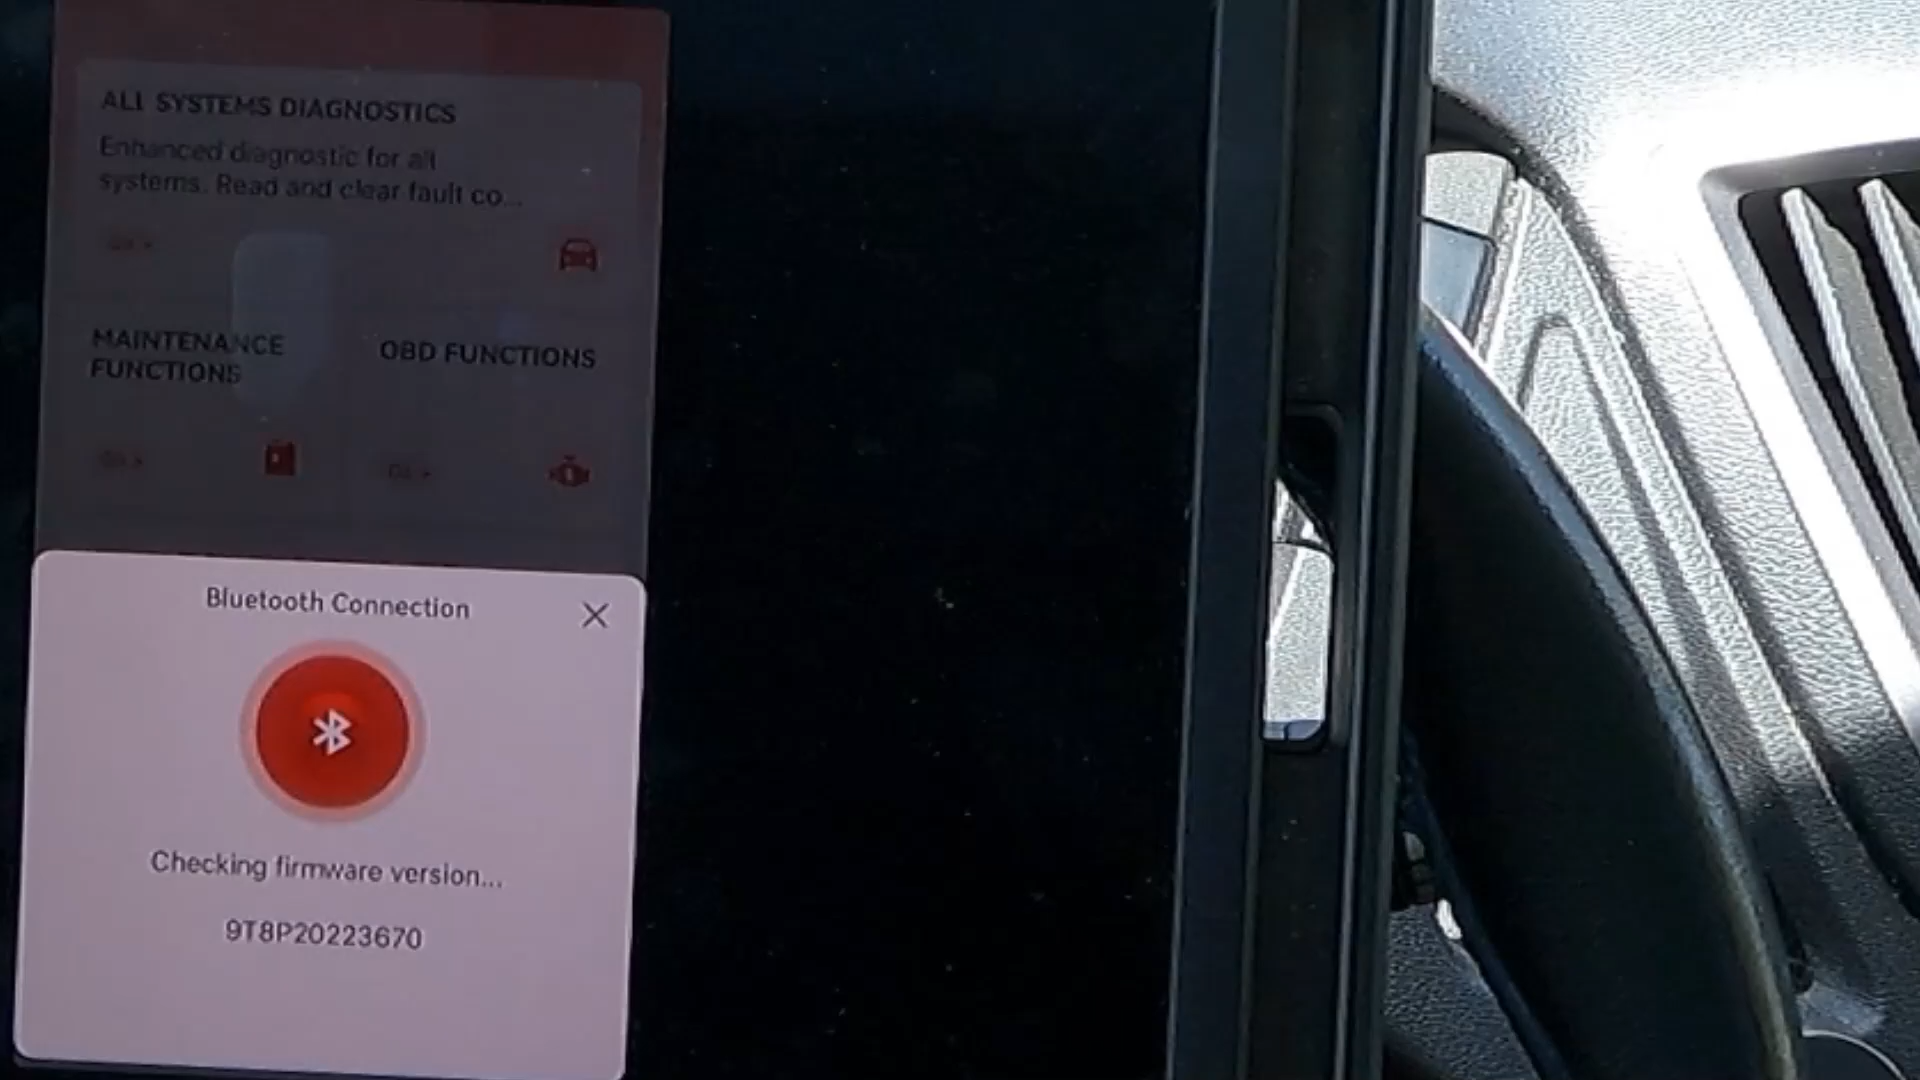 ALL SYSTEMS DIAGNOSTICS
Enhanced diagnostic for all
systems. Read and clear fault co...
MAINTENANCE
FUNCTIONS
OBD FUNCTIONS
Bluetooth Connection
Checking firmware version...
9T8P20223670